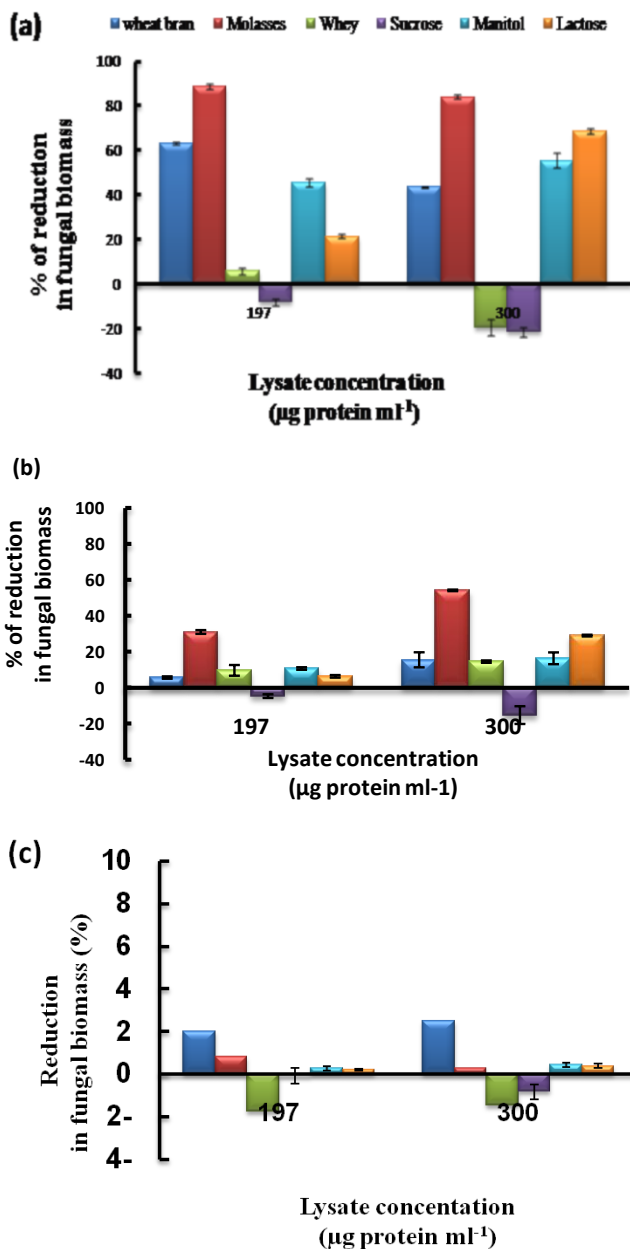 (a)
wheat bran Molasses Whey Sucrose Manitol Lactose
100
80
60
40
20
0
-20
-40
% of reduction
in fungal biomass
197 300
Lysate concentration
(µg protein ml-1)
(b)
100
80
60
40
20
0
-20
-40
% of reduction
in fungal biomass
197 300
Lysate concentration
(µg protein ml-1)
(c)
10
8
6
4
2
0
2-
4-
Reduction
in fungal biomass (%)
197 300
Lysate concentation
(µg protein ml-1)